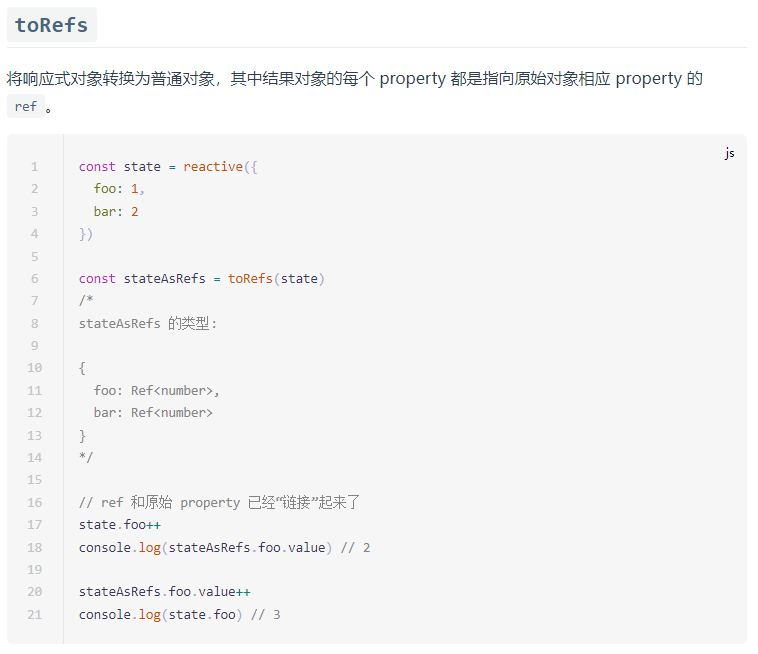 toRefs
将响应式对象转换为普通对象，其中结果对象的每个 property 都是指向原始对象相应 property 的
ref 。
js
1 const state = reactive({
2   foo: 1,
3   bar: 2
4 })
5
6 const stateAsRefs = toRefs(state)
7 /*
8 stateAsRefs 的类型:
9
10 {
11   foo: Ref<number>,
12   bar: Ref<number>
13 }
14 */
15
16 // ref 和原始 property 已经“链接”起来了
17 state.foo++
18 console.log(stateAsRefs.foo.value) // 2
19
20 stateAsRefs.foo.value++
21 console.log(state.foo) // 3